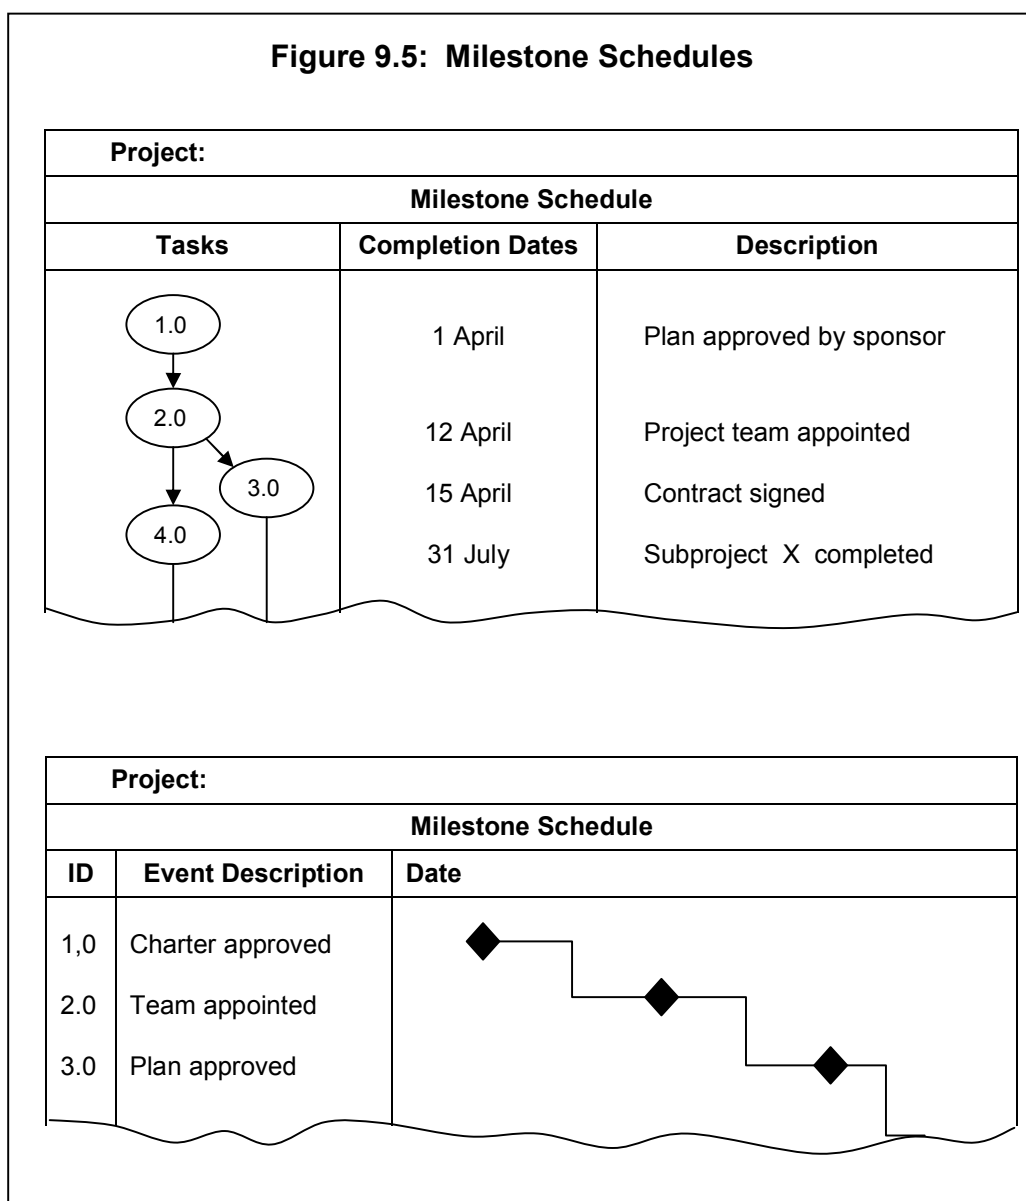 Figure 9.5: Milestone Schedules
Project:
Milestone Schedule
Tasks Completion Dates Description
1.0 1 April Plan approved by sponsor
2.0 12 April Project team appointed
3.0 15 April Contract signed
4.0 31 July Subproject X completed
Project:
Milestone Schedule
ID Event Description Date
1,0 Charter approved
2.0 Team appointed
3.0 Plan approved